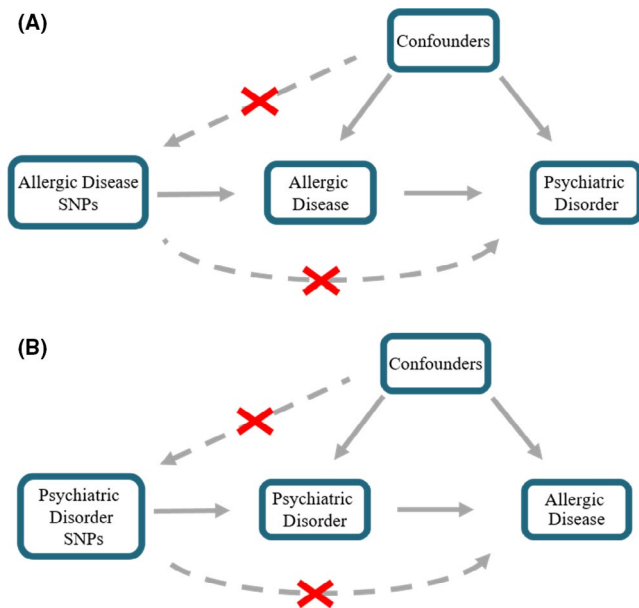 (A)
Confounders
Allergic Disease
SNPs
Allergic
Disease
Psychiatric
Disorder
(B)
Confounders
Psychiatric
Disorder
SNPs
Psychiatric
Disorder
Allergic
Disease